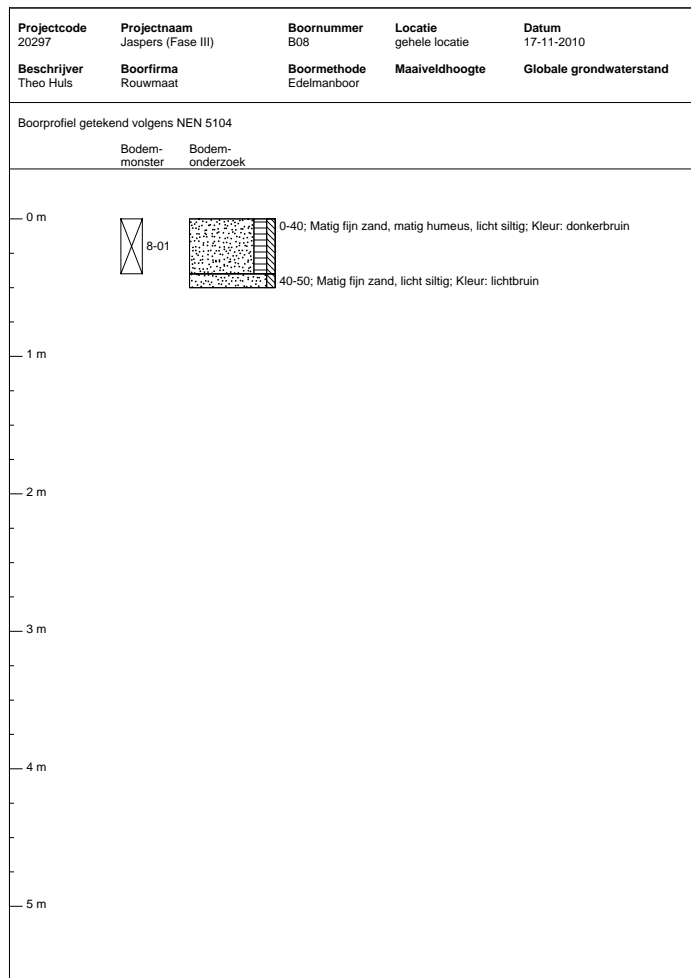 Projectcode Projectnaam Boornummer Locatie Datum
20297 Jaspers (Fase III) B08 gehele locatie 17-11-2010
Beschrijver Boorfirma Boormethode Maaiveldhoogte Globale grondwaterstand
Theo Huls Rouwmaat Edelmanboor
Boorprofiel getekend volgens NEN 5104
Bodem- Bodem-
monster onderzoek
0 m
0-40; Matig fijn zand, matig humeus, licht siltig; Kleur: donkerbruin
8-01
40-50; Matig fijn zand, licht siltig; Kleur: lichtbruin
1 m
2 m
3 m
4 m
5 m